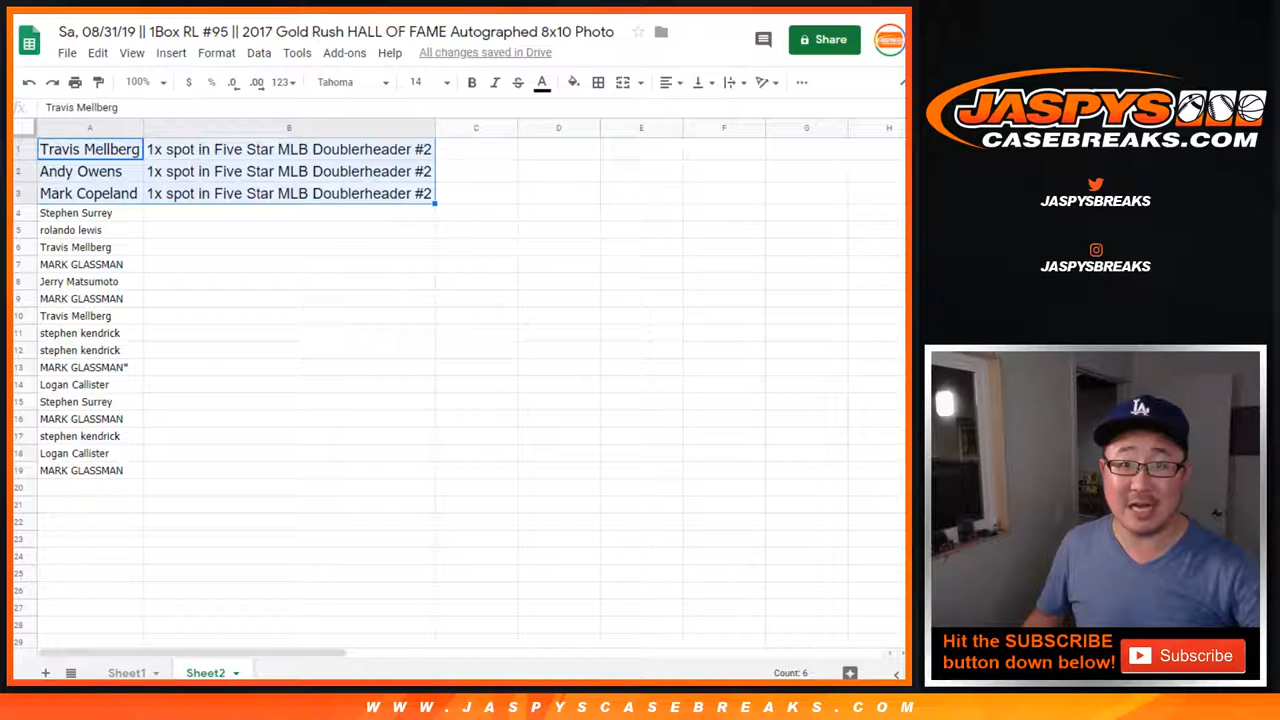 Sa, 08/31/19 || 1Box RL #95 || 2017 Gold Rush HALL OF FAME Autographed 8x10 Photo
File Edit View Insert Format Data Tools Add-ons Help All changes saved in Drive
Share
100% $ % .0 .00 123 Tahoma 14 B I S A
fx Travis Mellberg
A B C D E F G H
1 Travis Mellberg 1x spot in Five Star MLB Doublerheader #2
2 Andy Owens 1x spot in Five Star MLB Doublerheader #2
3 Mark Copeland 1x spot in Five Star MLB Doublerheader #2
4 Stephen Surrey
5 rolando lewis
6 Travis Mellberg
7 MARK GLASSMAN
8 Jerry Matsumoto
9 MARK GLASSMAN
10 Travis Mellberg
11 stephen kendrick
12 stephen kendrick
13 MARK GLASSMAN*
14 Logan Callister
15 Stephen Surrey
16 MARK GLASSMAN
17 stephen kendrick
18 Logan Callister
19 MARK GLASSMAN
20
21
22
23
24
25
26
27
28
29
Sheet1 Sheet2 Count: 6
JASPYS
CASEBREAKS.COM
JASPYSBREAKS
JASPYSBREAKS
LA
Hit the SUBSCRIBE
button down below!
Subscribe
WWW.JASPYSCASEBREAKS.COM